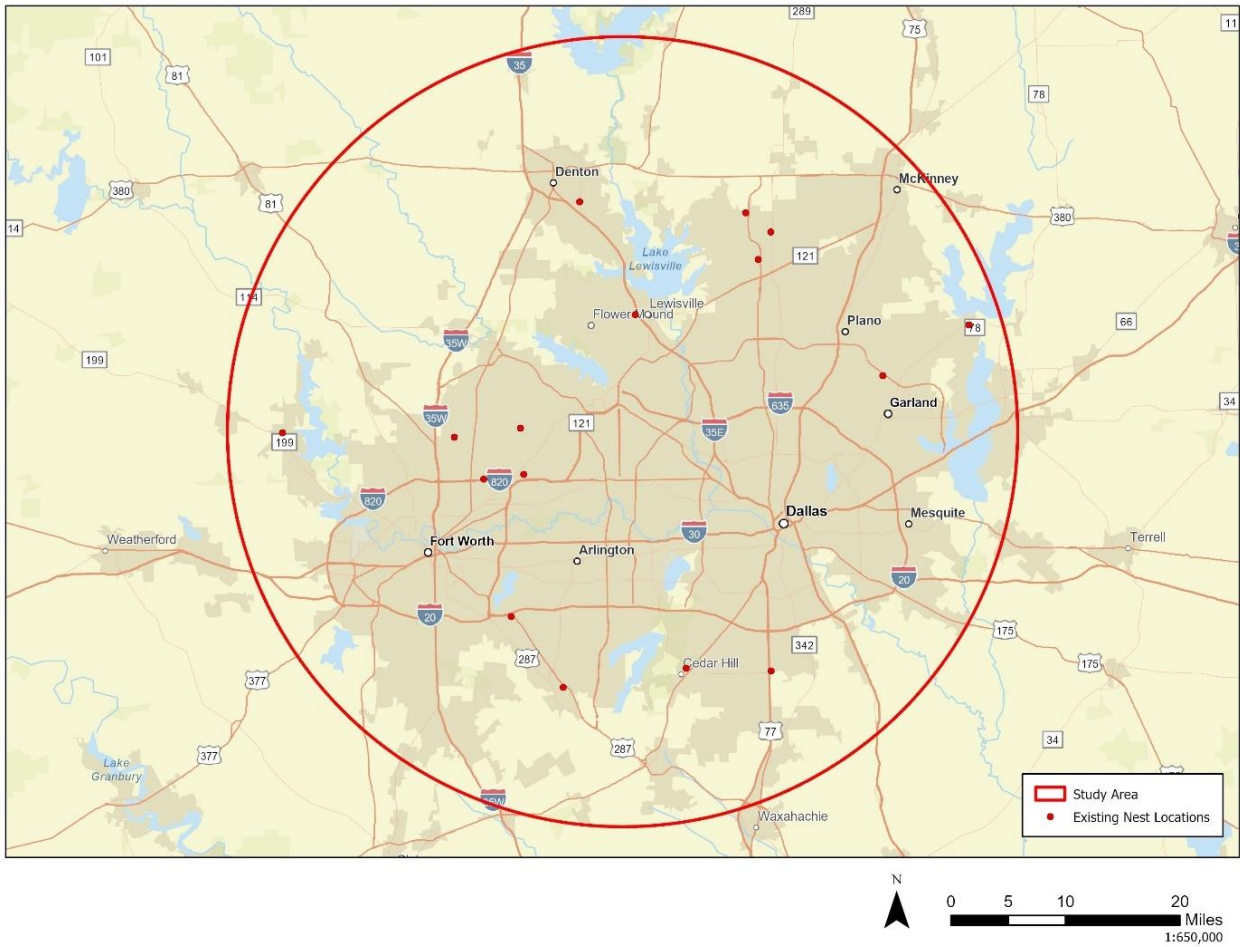 289
11
101
75
35
81
78
Denton
McKinney
380
81
380
14
Lake
Lewisville
121
114
Lewisville
Flower Mound
Plano
78
66
35W
199
Garland
635
34
35W
121
35E
199
820
820
Dallas
Mesquite
30
Weatherford
Fort Worth
Arlington
Terrell
20
20
175
342
287
Cedar Hill
175
377
77
34
287
377
Lake
Granbury
Study Area
35W
Existing Nest Locations
Waxahachie
N
0 5 10 20
Miles
1:650,000